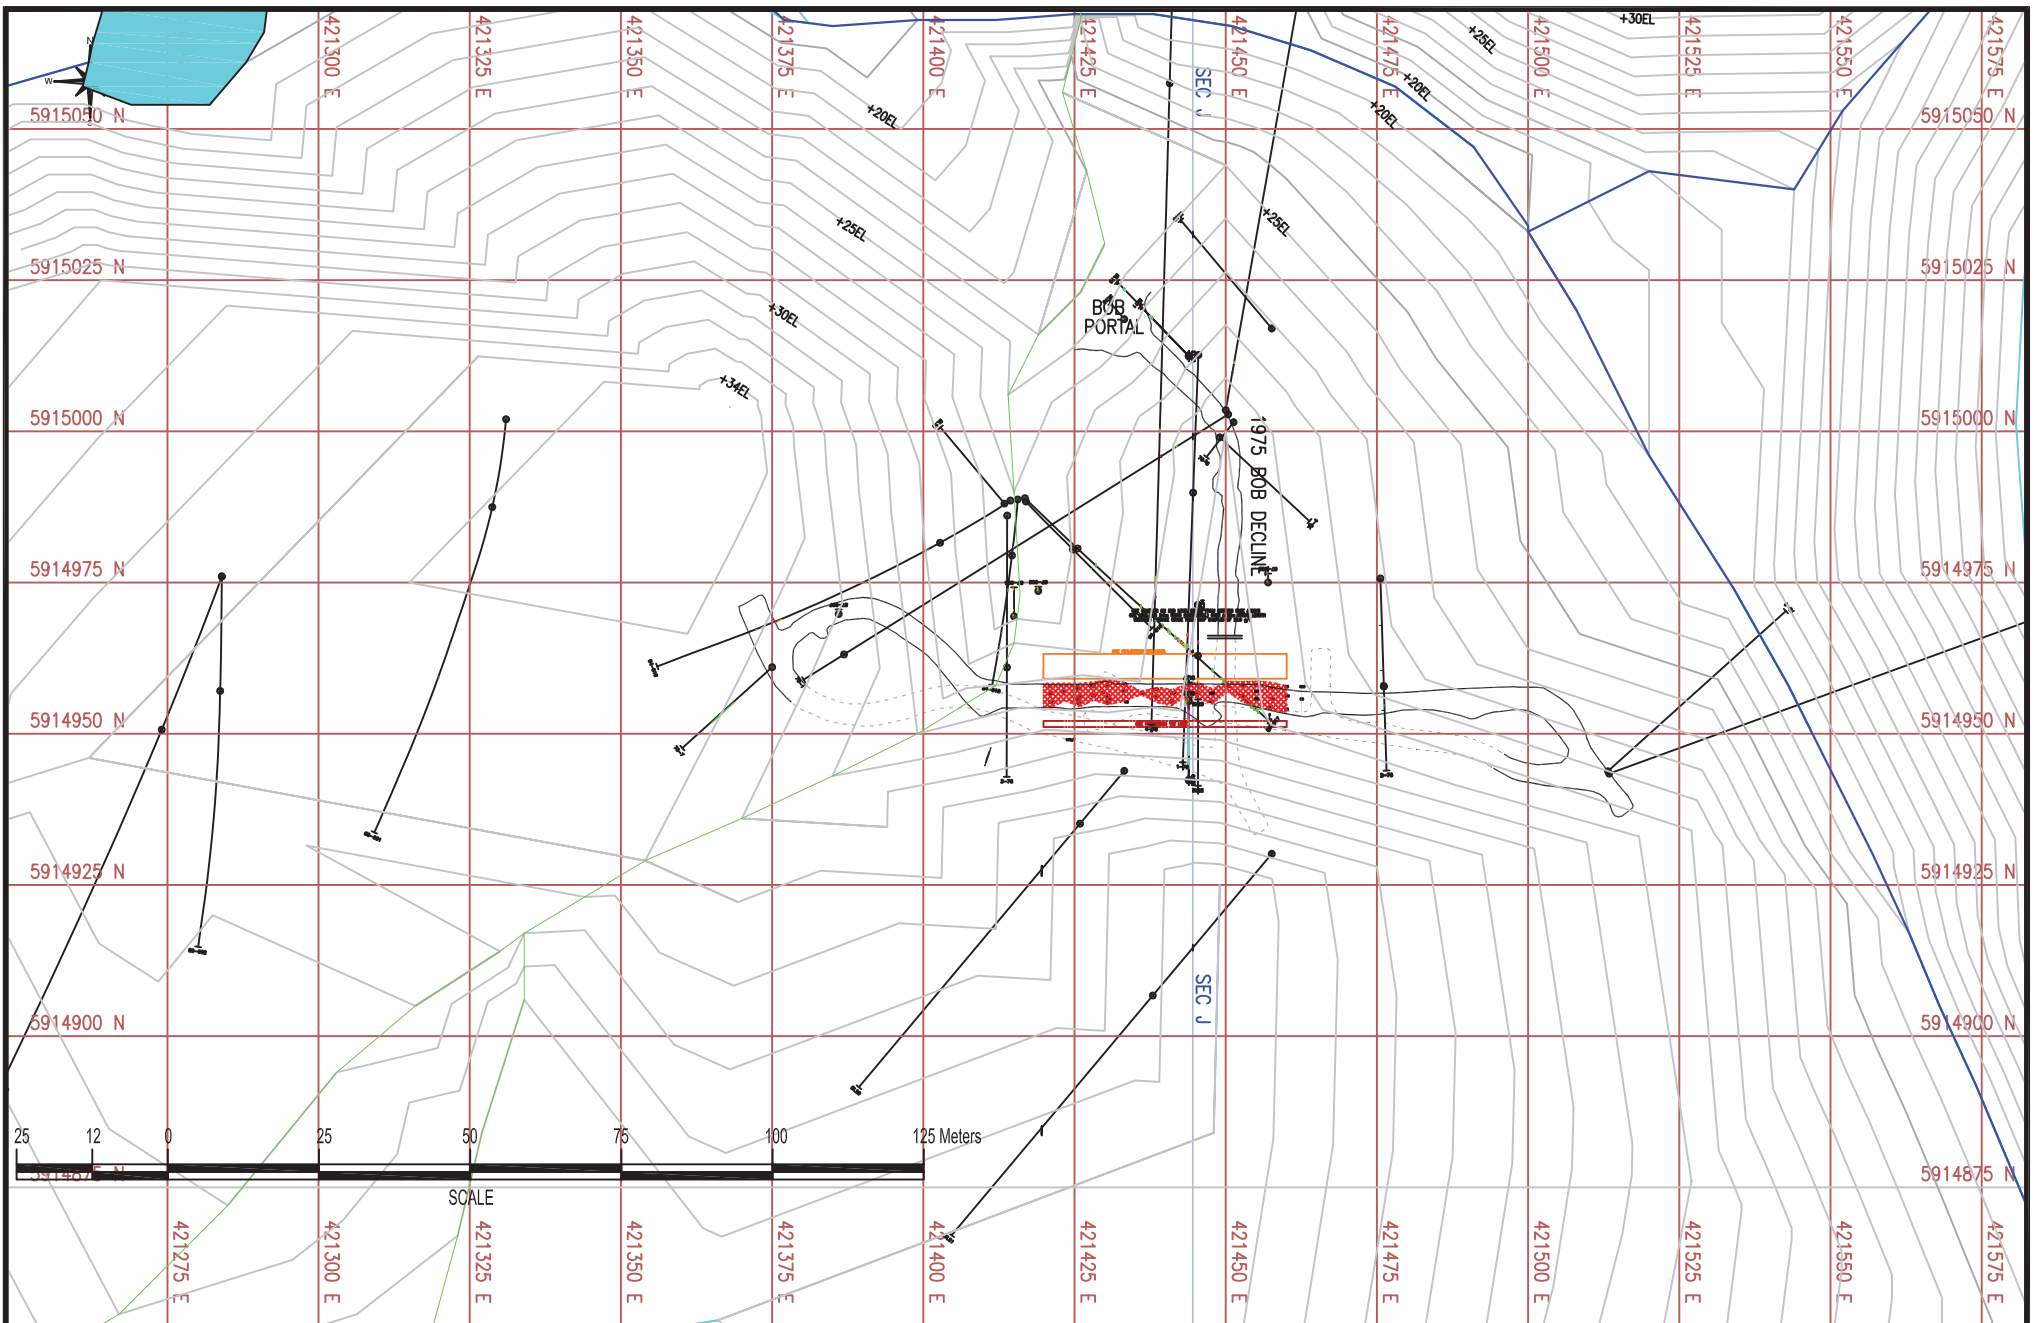 421300 E
421325 E
421350 E
421375 E
421400 E
421425 E
421450 E
421475 E
421500 E
421525 E
421550 E
421575 E
+30EL
+25EL
+20EL
+20EL
+20EL
N
W
S
SEC J
5915050 N
5915050 N
+25EL
+25EL
5915025 N
5915025 N
BOB
PORTAL
+30EL
+34EL
5915000 N
5915000 N
1975 BOB DECLINE
5914975 N
5914975 N
5914950 N
5914950 N
5914925 N
5914925 N
SEC J
5914900 N
5914900 N
25 12 0 25 50 75 100 125 Meters
5914875 N
5914875 N
SCALE
421275 E
421300 E
421325 E
421350 E
421375 E
421400 E
421425 E
421450 E
421475 E
421500 E
421525 E
421550 E
421575 E